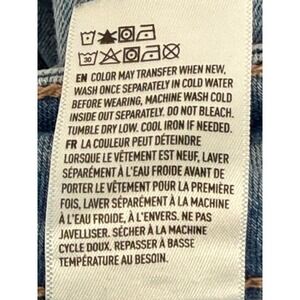 30
EN COLOR MAY TRANSFER WHEN NEW,
WASH ONCE SEPARATELY IN COLD WATER
BEFORE WEARING, MACHINE WASH COLD
INSIDE OUT SEPARATELY. DO NOT BLEACH.
TUMBLE DRY LOW. COOL IRON IF NEEDED.
FR LA COULEUR PEUT DÉTEINDRE
LORSQUE LE VÊTEMENT EST NEUF, LAVER
SÉPARÉMENT À L'EAU FROIDE AVANT DE
PORTER LE VÊTEMENT POUR LA PREMIÈRE
FOIS, LAVER SÉPARÉMENT À LA MACHINE
À L'EAU FROIDE, À L'ENVERS. NE PAS
JAVELLISER. SÉCHER À LA MACHINE
CYCLE DOUX. REPASSER À BASSE
TEMPÉRATURE AU BESOIN.